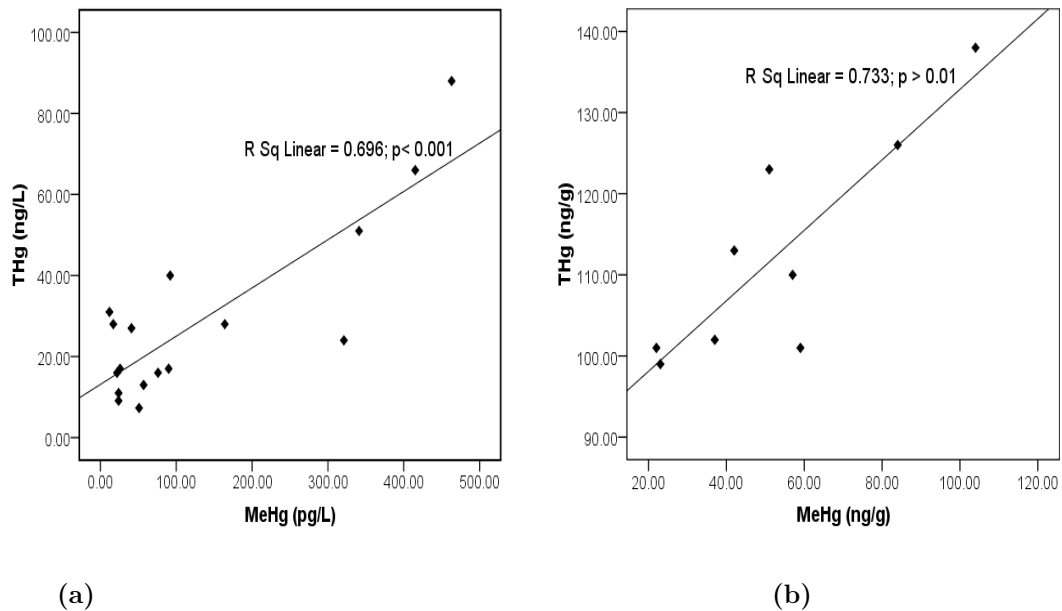 100.00
80.00
60.00
40.00
20.00
0.00
THg (ng/L)
R Sq Linear = 0.696; p< 0.001
0.00 100.00 200.00 300.00 400.00 500.00
MeHg (pg/L)
(a)
140.00
130.00
120.00
110.00
100.00
90.00
THg (ng/g)
R Sq Linear = 0.733; p > 0.01
20.00 40.00 60.00 80.00 100.00 120.00
MeHg (ng/g)
(b)